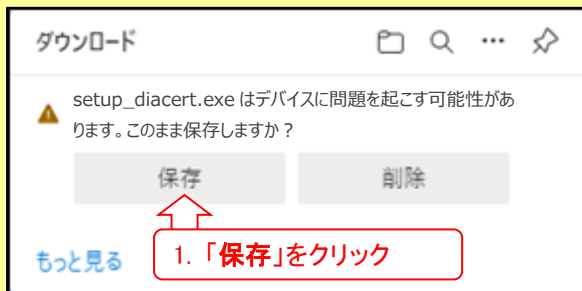 ダウンロード
setup_diacert.exe はデバイスに問題を起こす可能性があ
ります。このまま保存しますか？
保存 削除
1. 「保存」をクリック
もっと見る